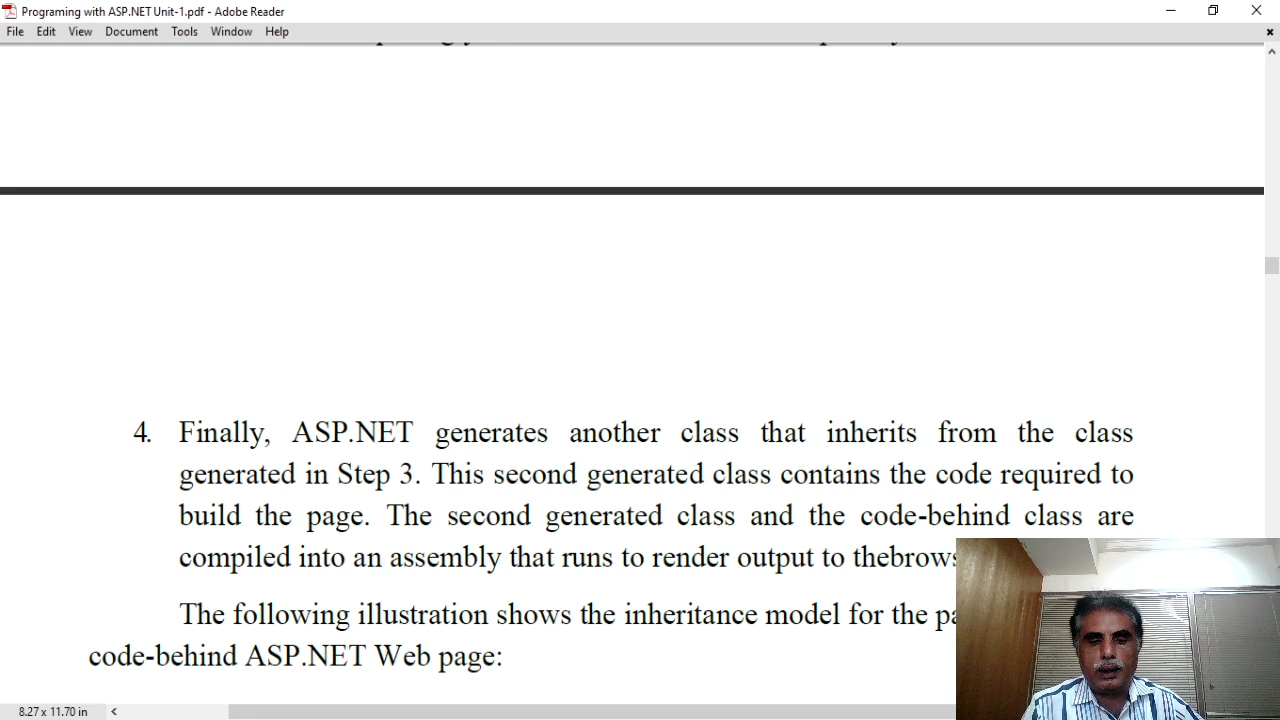 Programing with ASP.NET Unit-1.pdf - Adobe Reader
File Edit View Document Tools Window Help
4. Finally, ASP.NET generates another class that inherits from the class
generated in Step 3. This second generated class contains the code required to
build the page. The second generated class and the code-behind class are
compiled into an assembly that runs to render output to
The following illustration shows the inheritance model for the
code-behind ASP.NET Web page:
8.27 x 11.70 in